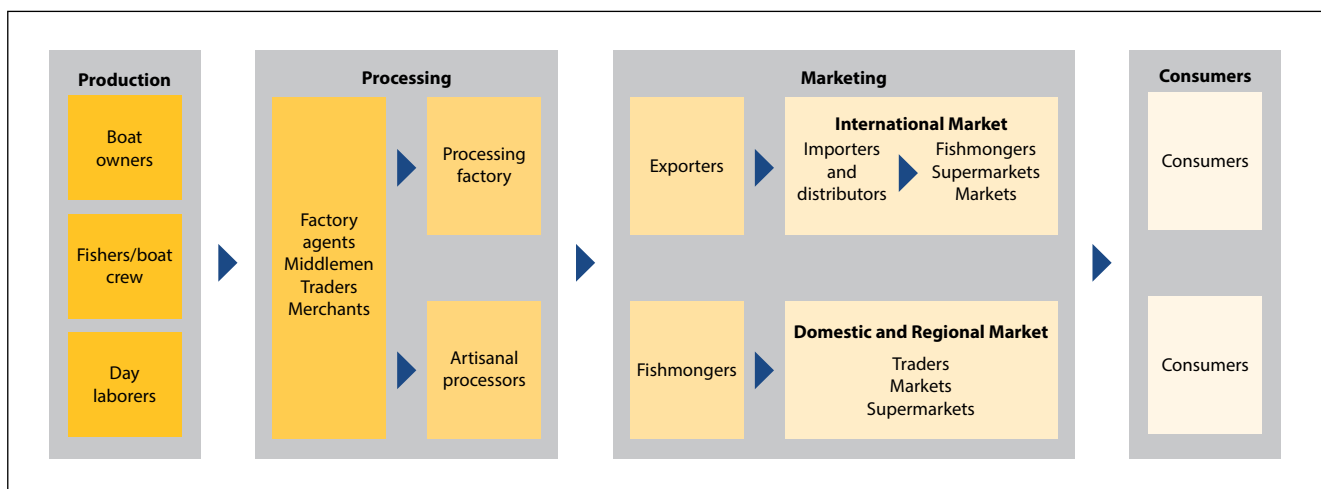 Production
Boat
owners
Fishers/boat
crew
Day
laborers
Processing
Factory
agents
Middlemen
Traders
Merchants
Processing
factory
Artisanal
processors
Marketing
Exporters
International Market
Importers
and
distributors
Fishmongers
Supermarkets
Markets
Fishmongers
Domestic and Regional Market
Traders
Markets
Supermarkets
Consumers
Consumers
Consumers